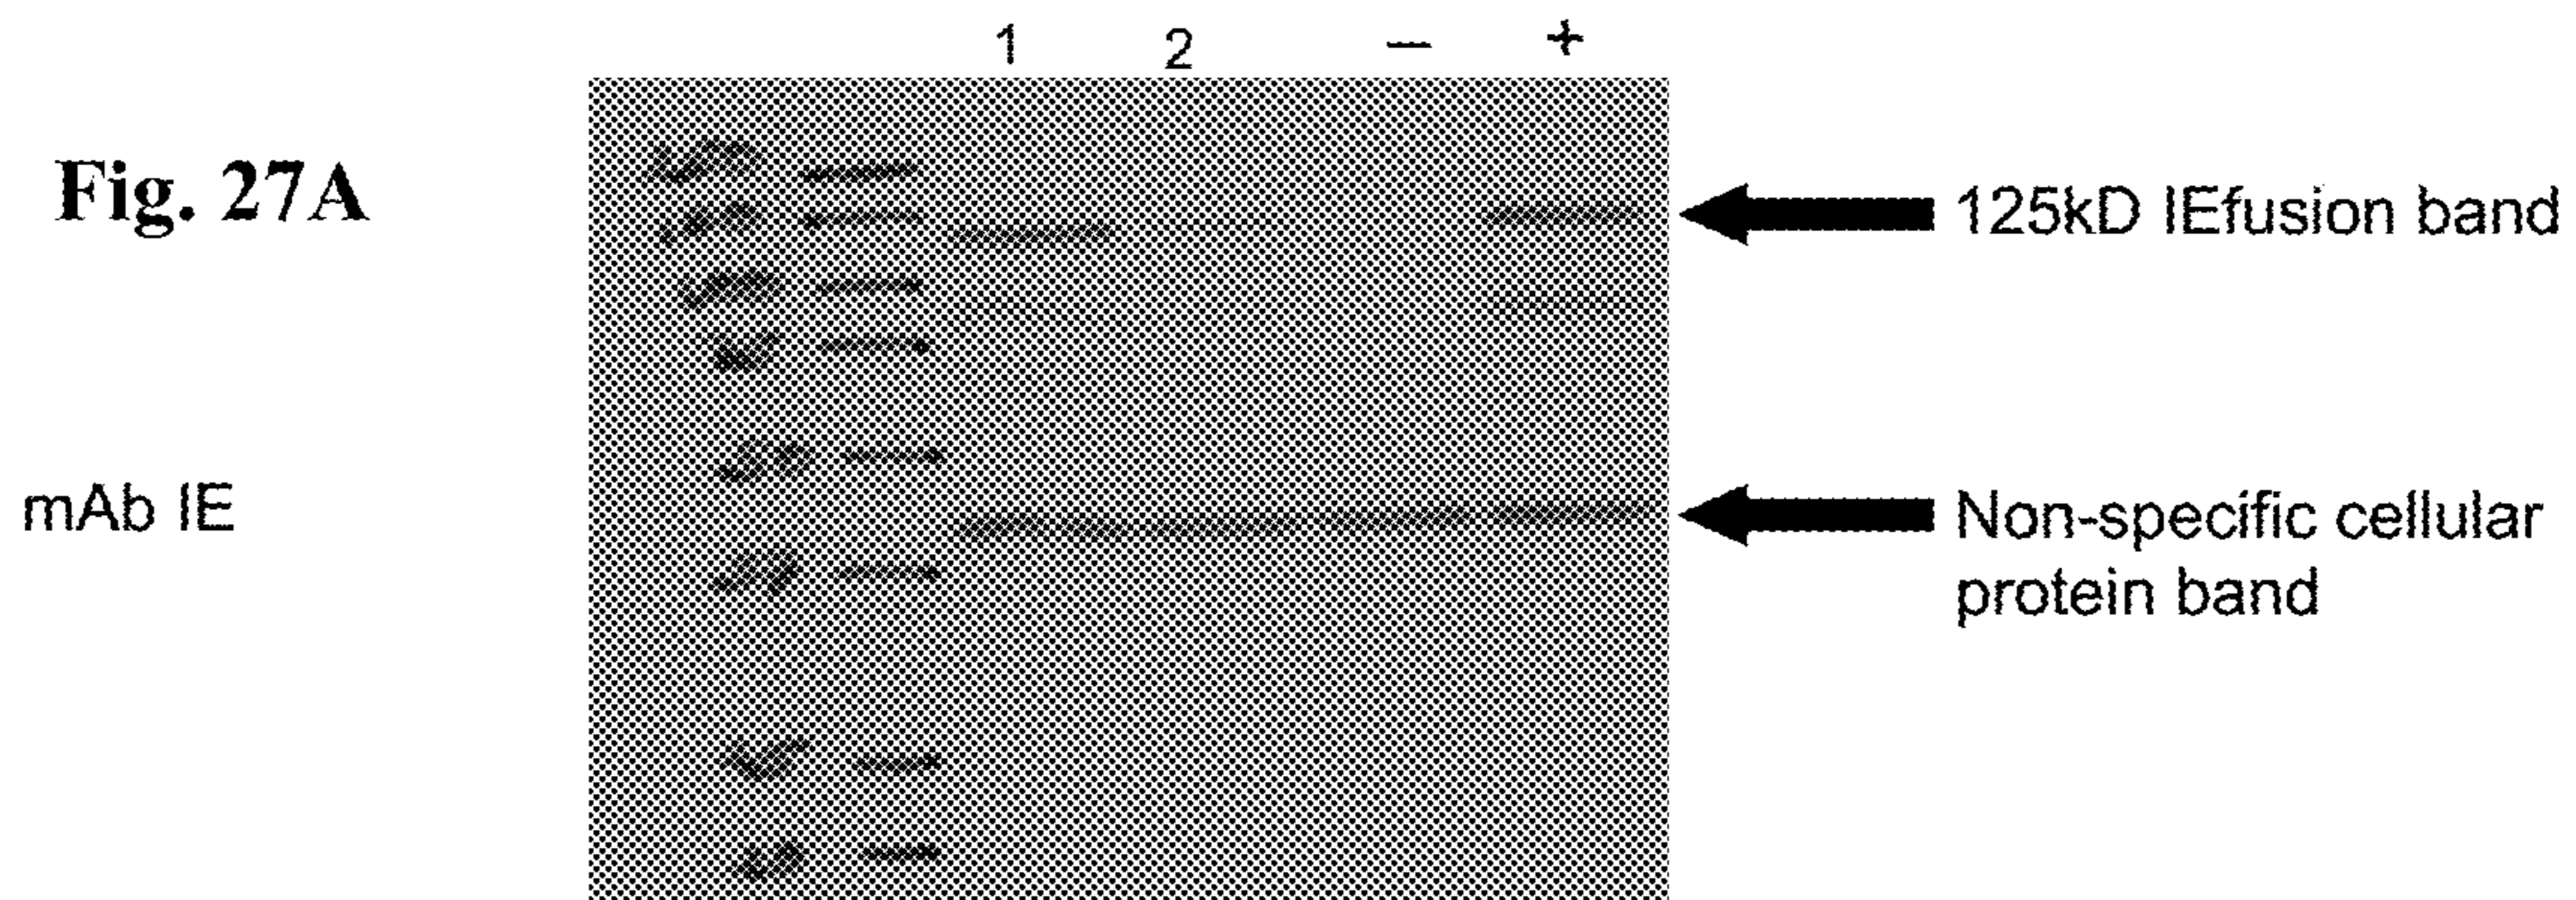 1 2 − +
Fig. 27A
125kD IEfusion band
mAb IE
Non-specific cellular
protein band